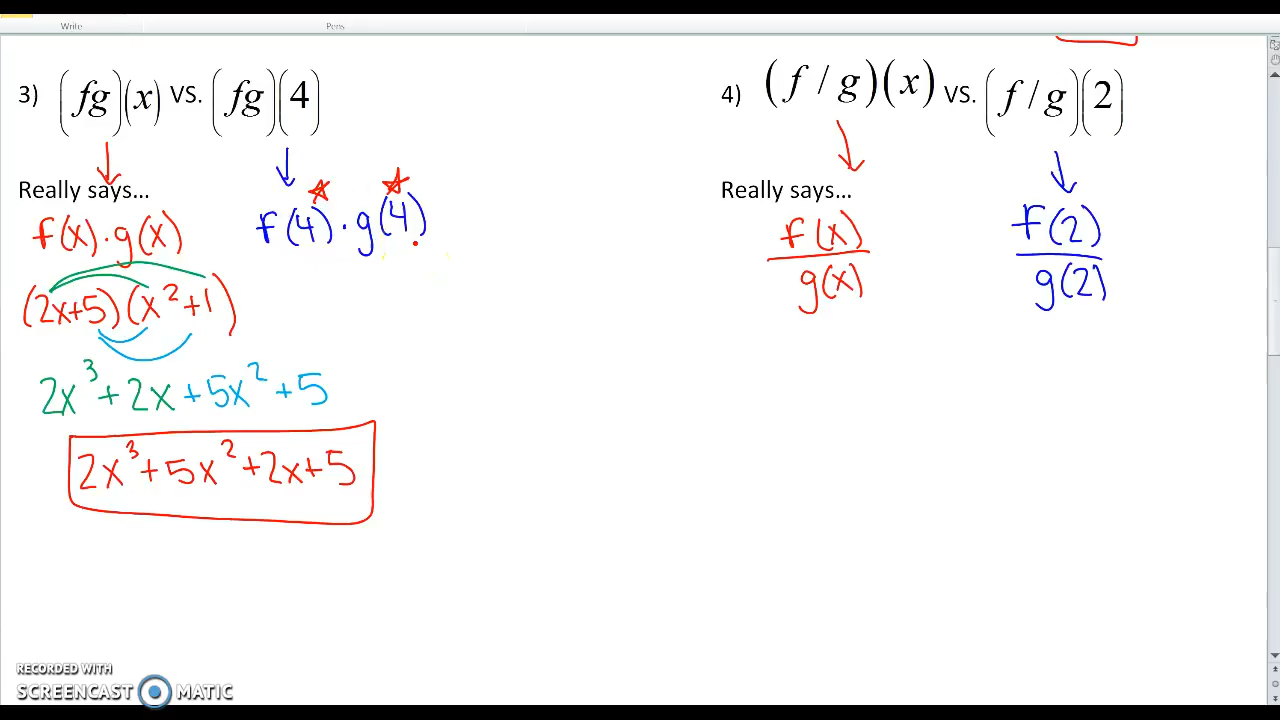 Write Pens
3) (fg)(x) VS. (fg)(4)
Really says...
f(x)·g(x)
f(4)·g(4)
(2x+5)(x²+1)
2x³+2x+5x²+5
2x³+5x²+2x+5
4) (f / g)(x) VS. (f / g)(2)
Really says...
f(x)
g(x)
f(2)
g(2)
RECORDED WITH
SCREENCAST MATIC